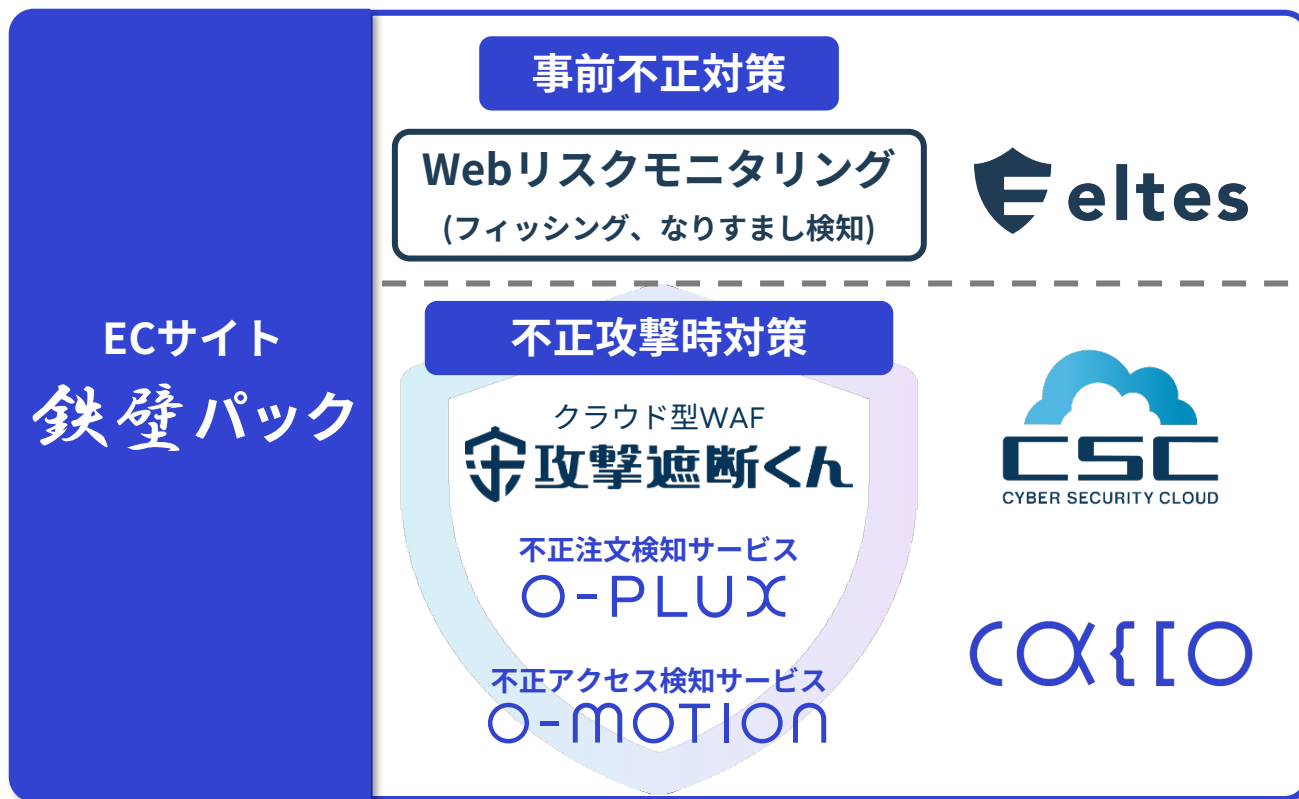 ECサイト
鉄壁パック
事前不正対策
Webリスクモニタリング
(フィッシング、なりすまし検知)
eltes
不正攻撃時対策
クラウド型WAF
攻撃遮断くん
CSC
CYBER SECURITY CLOUD
不正注文検知サービス
O-PLUX
不正アクセス検知サービス
O-MOTION
cacco